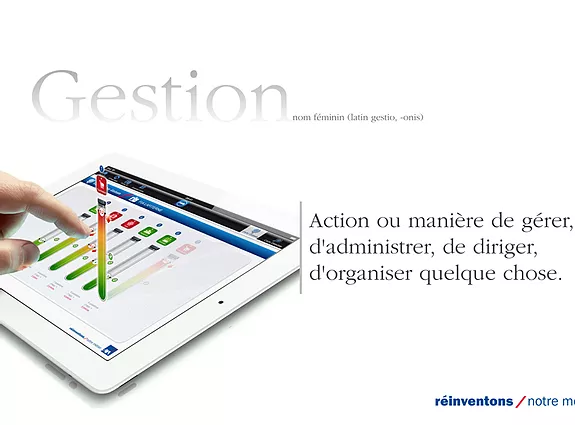 Gestion
nom féminin (latin gestio, -onis)
Action ou manière de gérer,
d'administrer, de diriger,
d'organiser quelque chose.
réinventons / notre